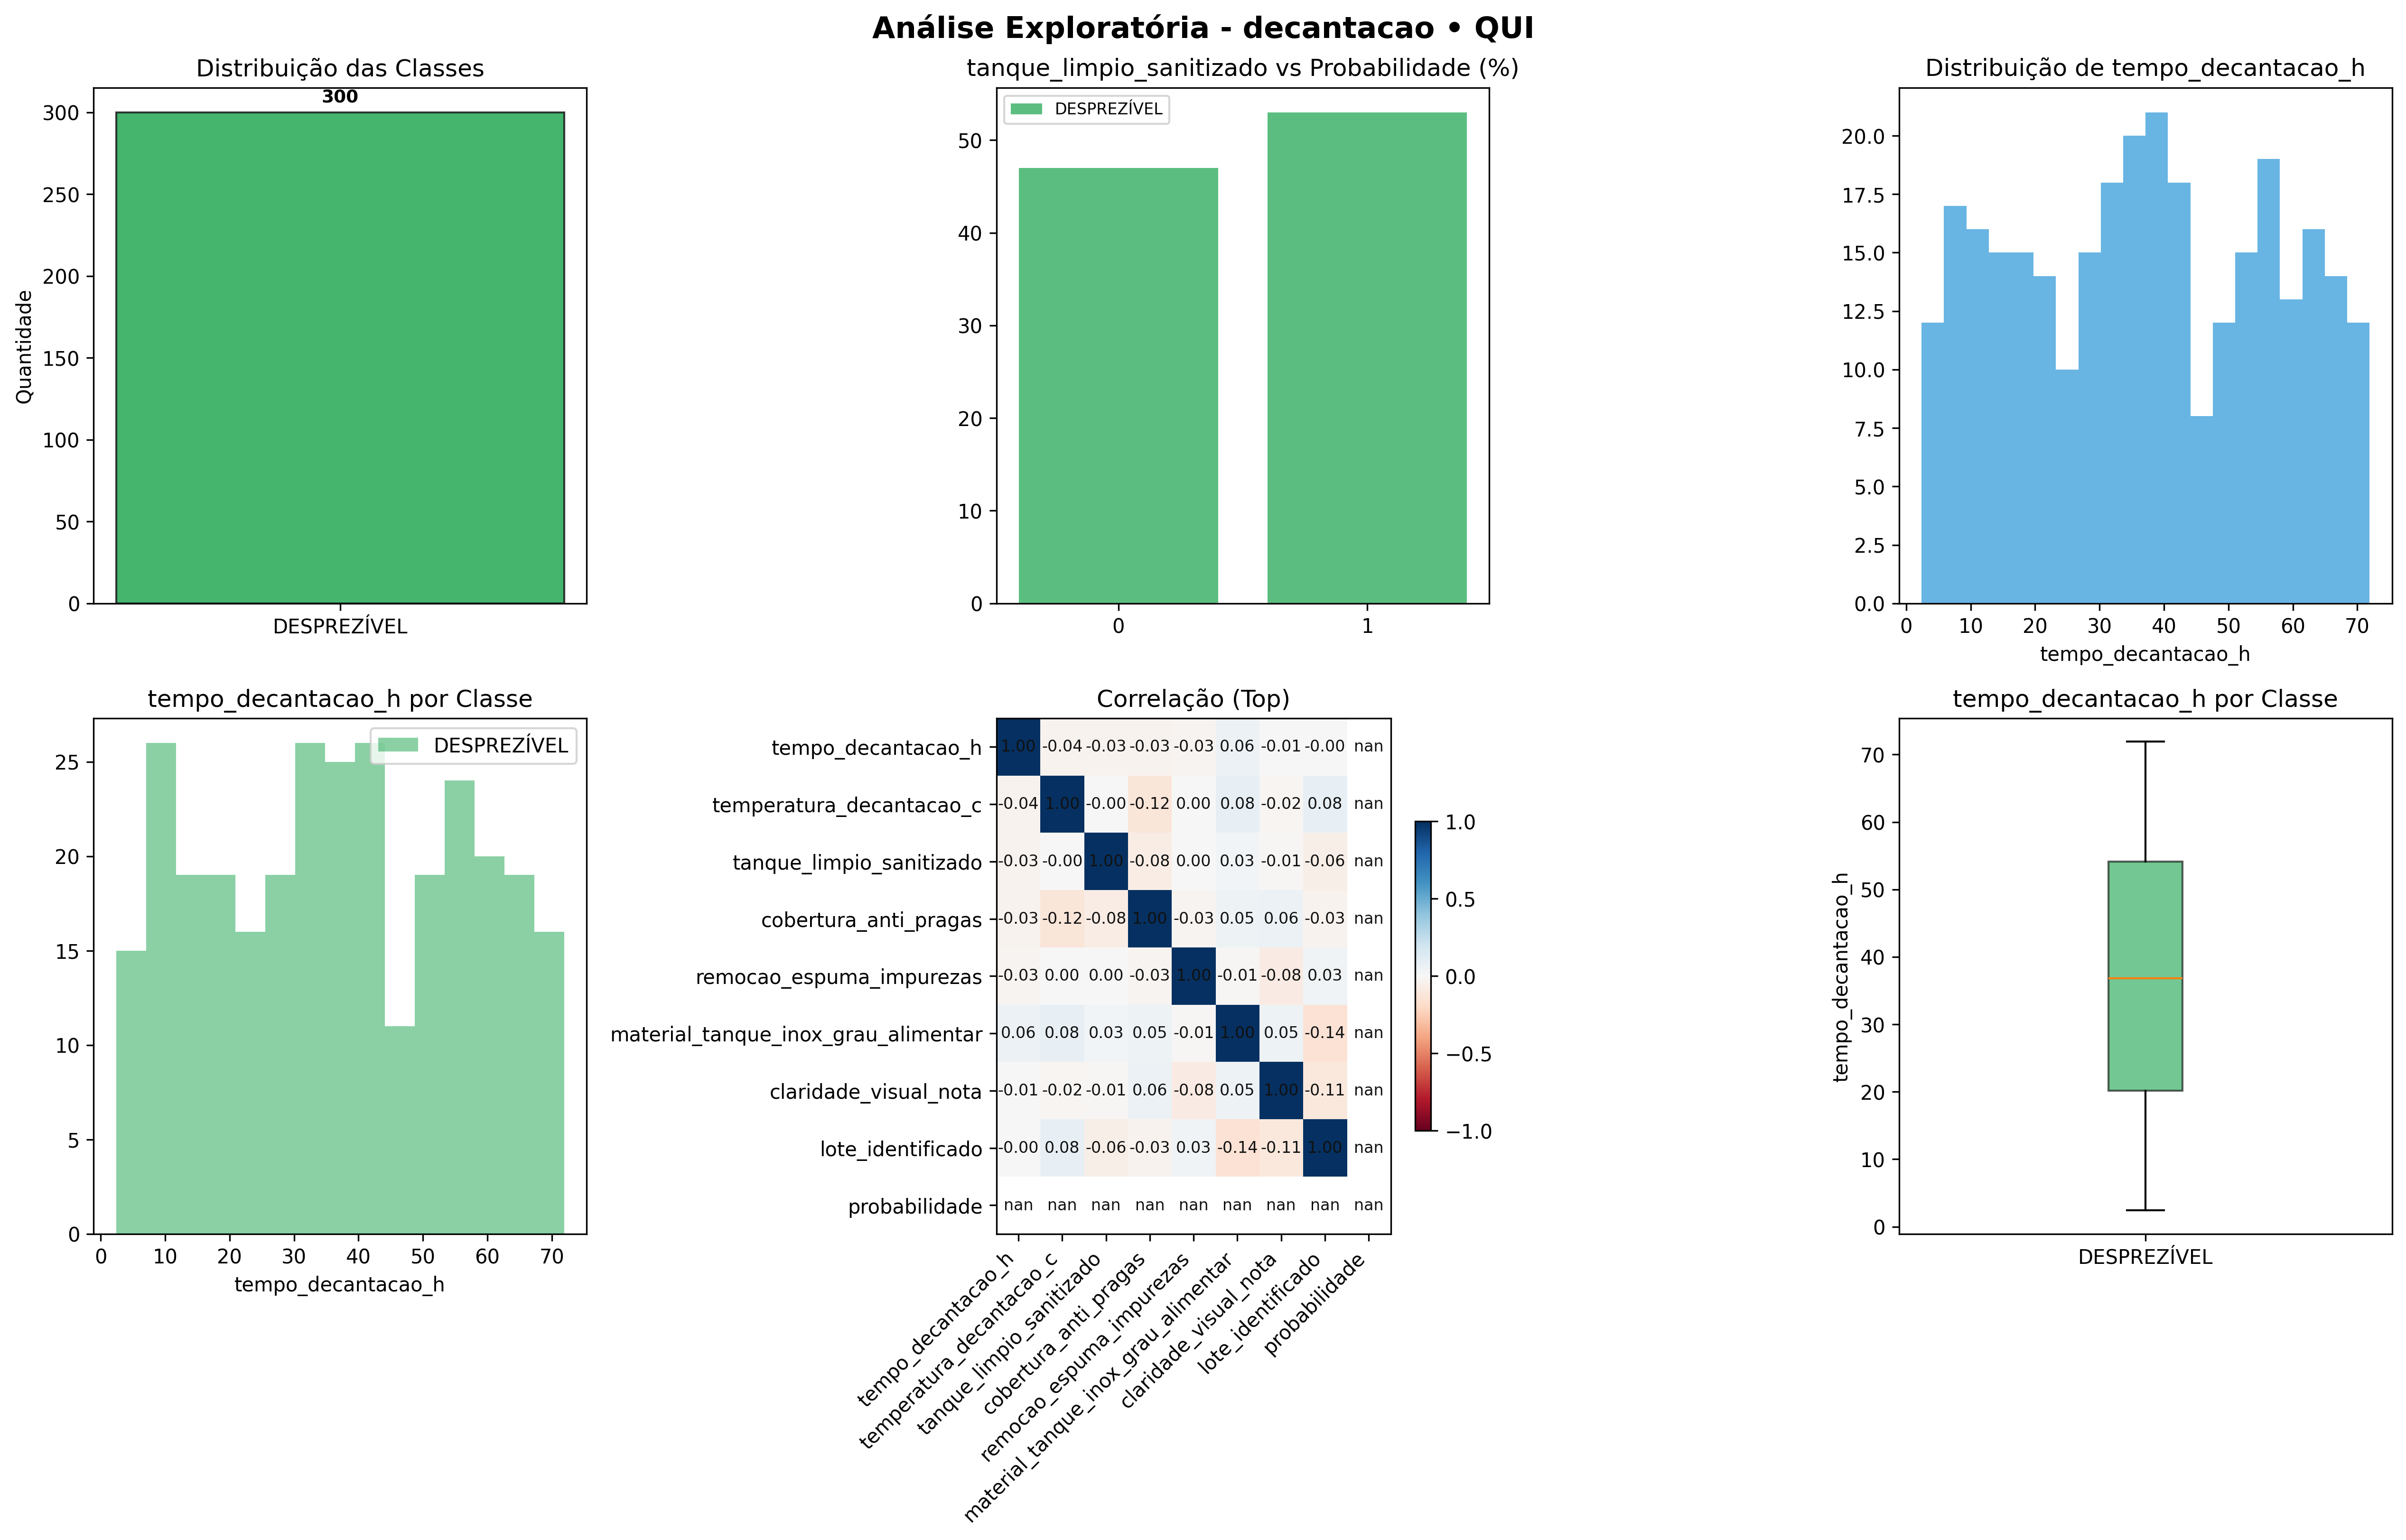 Análise Exploratória - decantacao • QUI
Distribuição das Classes
300
300
250
200
150
100
50
0
Quantidade
DESPREZÍVEL
tanque_limpio_sanitizado vs Probabilidade (%)
DESPREZÍVEL
50
40
30
20
10
0
0 1
Distribuição de tempo_decantacao_h
20.0
17.5
15.0
12.5
10.0
7.5
5.0
2.5
0.0
0 10 20 30 40 50 60 70
tempo_decantacao_h
tempo_decantacao_h por Classe
DESPREZÍVEL
25
20
15
10
5
0
0 10 20 30 40 50 60 70
tempo_decantacao_h
Correlação (Top)
tempo_decantacao_h 1.00 -0.04 -0.03 -0.03 -0.03 0.06 -0.01 -0.00 nan
temperatura_decantacao_c -0.04 1.00 -0.00 -0.12 0.00 0.08 -0.02 0.08 nan
tanque_limpio_sanitizado -0.03 -0.00 1.00 -0.08 0.00 0.03 -0.01 -0.06 nan
cobertura_anti_pragas -0.03 -0.12 -0.08 1.00 -0.03 0.05 0.06 -0.03 nan
remocao_espuma_impurezas -0.03 0.00 0.00 -0.03 1.00 -0.01 -0.08 0.03 nan
material_tanque_inox_grau_alimentar 0.06 0.08 0.03 0.05 -0.01 1.00 0.05 -0.14 nan
claridade_visual_nota -0.01 -0.02 -0.01 0.06 -0.08 0.05 1.00 -0.11 nan
lote_identificado -0.00 0.08 -0.06 -0.03 0.03 -0.14 -0.11 1.00 nan
probabilidade nan nan nan nan nan nan nan nan nan
tempo_decantacao_h
temperatura_decantacao_c
tanque_limpio_sanitizado
cobertura_anti_pragas
remocao_espuma_impurezas
material_tanque_inox_grau_alimentar
claridade_visual_nota
lote_identificado
probabilidade
1.0
0.5
0.0
−0.5
−1.0
tempo_decantacao_h por Classe
70
60
50
40
30
20
10
0
tempo_decantacao_h
DESPREZÍVEL